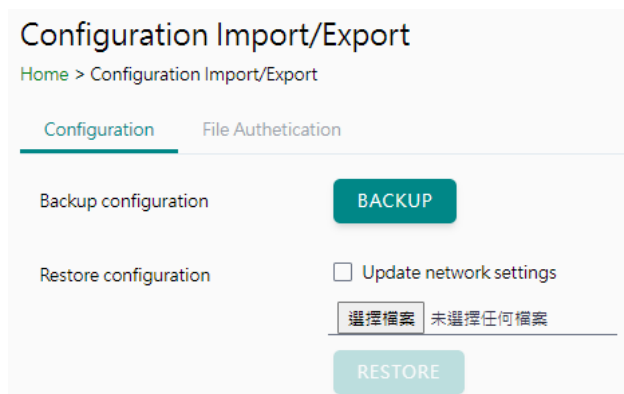 Configuration Import/Export
Home > Configuration Import/Export
Configuration File Authetication
Backup configuration BACKUP
Restore configuration Update network settings
選擇檔案 未選擇任何檔案
RESTORE